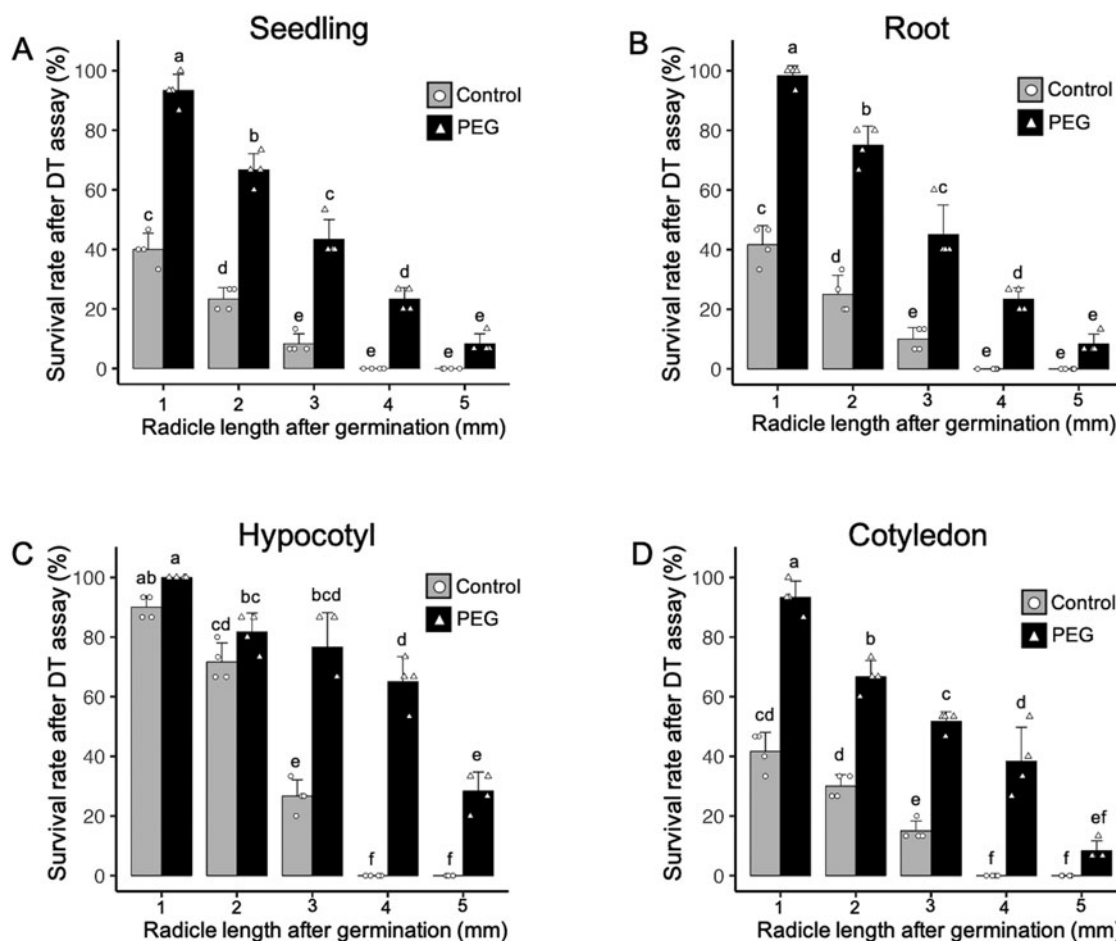 A
Seedling
Survival rate after DT assay (%)
100
80
60
40
20
0
a
b
c
c
d
d
e
e
e
e
Control
PEG
1 2 3 4 5
Radicle length after germination (mm)
B
Root
Survival rate after DT assay (%)
100
80
60
40
20
0
a
b
c
c
d
d
e
e
e
e
Control
PEG
1 2 3 4 5
Radicle length after germination (mm)
C
Hypocotyl
Survival rate after DT assay (%)
100
80
60
40
20
0
ab
a
cd
bc
e
bcd
f
d
f
e
Control
PEG
1 2 3 4 5
Radicle length after germination (mm)
D
Cotyledon
Survival rate after DT assay (%)
100
80
60
40
20
0
cd
a
d
b
e
c
f
d
f
ef
Control
PEG
1 2 3 4 5
Radicle length after germination (mm)